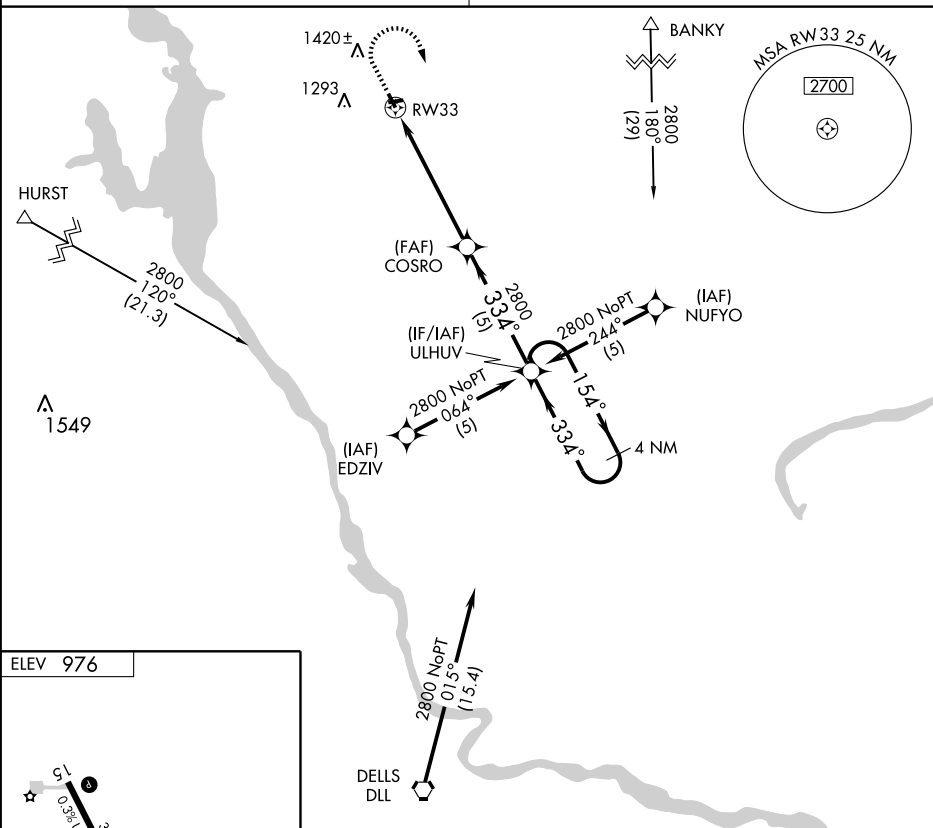 1420±
1293
RW33
BANKY
2800
180°
(29)
MSA RW33 25 NM
2700
HURST
2800
120°
(21.3)
(FAF)
COSRO
2800
334°
(5)
(IF/IAF)
ULHUV
2800 NoPT
244°
(5)
(IAF)
NUFYO
2800 NoPT
064°
(5)
(IAF)
EDZIV
154°
334°
4 NM
1549
2800 NoPT
015°
(15.4)
DELLS
DLL
ELEV 976
15
P
0.3%